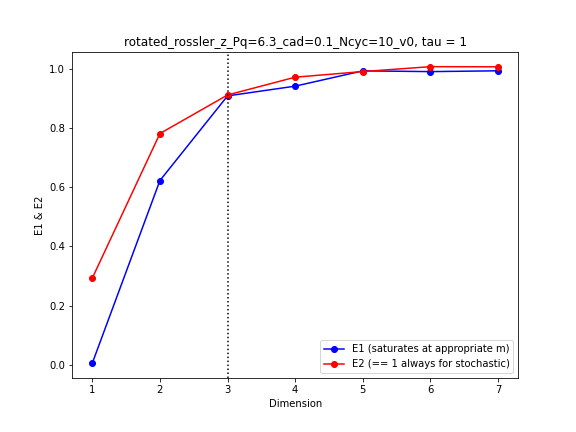 rotated_rossler_z_Pq=6.3_cad=0.1_Ncyc=10_v0, tau = 1
1.0
0.8
0.6
0.4
0.2
0.0
E1 & E2
E1 (saturates at appropriate m)
E2 (== 1 always for stochastic)
1 2 3 4 5 6 7
Dimension